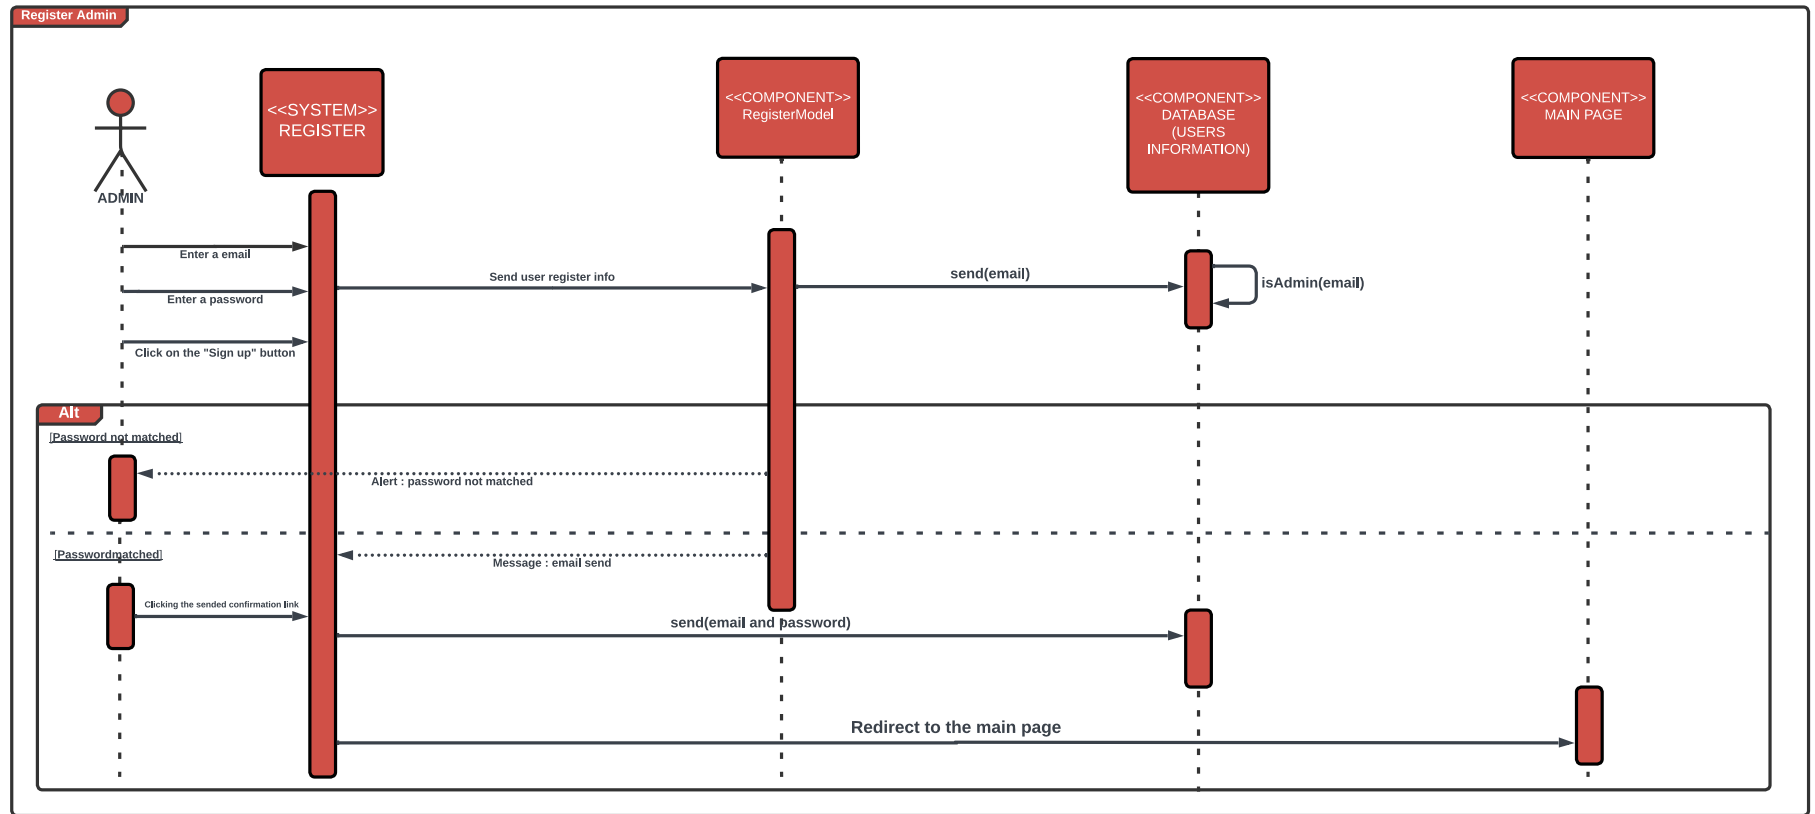 Register Admin
<<SYSTEM>>
REGISTER
<<COMPONENT>>
RegisterModel
<<COMPONENT>>
DATABASE
(USERS
INFORMATION)
<<COMPONENT>>
MAIN PAGE
ADMIN
Enter a email
Send user register info
send(email)
isAdmin(email)
Enter a password
Click on the "Sign up" button
Alt
[Password not matched]
Alert : password not matched
[Passwordmatched]
Message : email send
Clicking the sended confirmation link
send(email and password)
Redirect to the main page